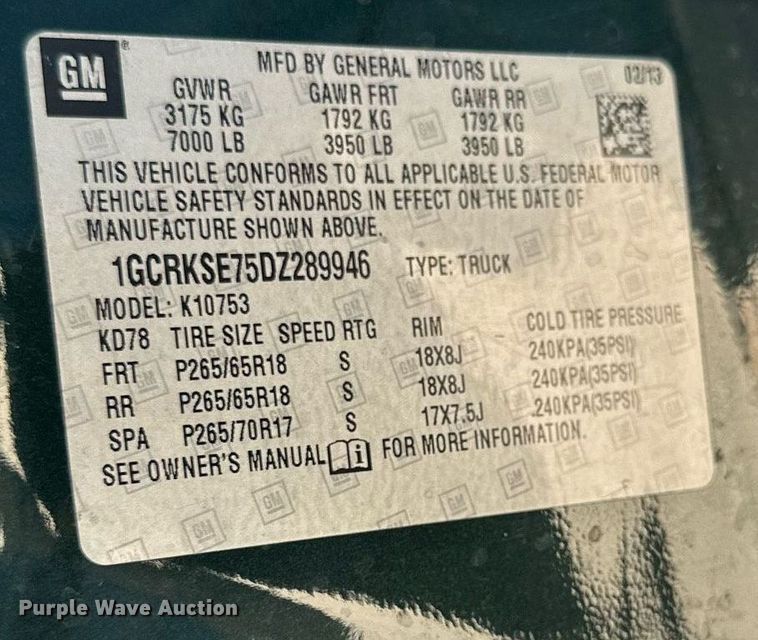 GM
MFD BY GENERAL MOTORS LLC 02/13
GVWR GAWR FRT GAWR RR
3175 KG 1792 KG 1792 KG
7000 LB 3950 LB 3950 LB
THIS VEHICLE CONFORMS TO ALL APPLICABLE U.S. FEDERAL MOTOR
VEHICLE SAFETY STANDARDS IN EFFECT ON THE DATE OF
MANUFACTURE SHOWN ABOVE.
1GCRKSE75DZ289946 TYPE: TRUCK
MODEL: K10753
KD78 TIRE SIZE SPEED RTG RIM COLD TIRE PRESSURE
FRT P265/65R18 S 18X8J 240KPA(35PSI)
RR P265/65R18 S 18X8J 240KPA(35PSI)
SPA P265/70R17 S 17X7.5J 240KPA(35PSI)
SEE OWNER'S MANUAL i FOR MORE INFORMATION.
Purple Wave Auction